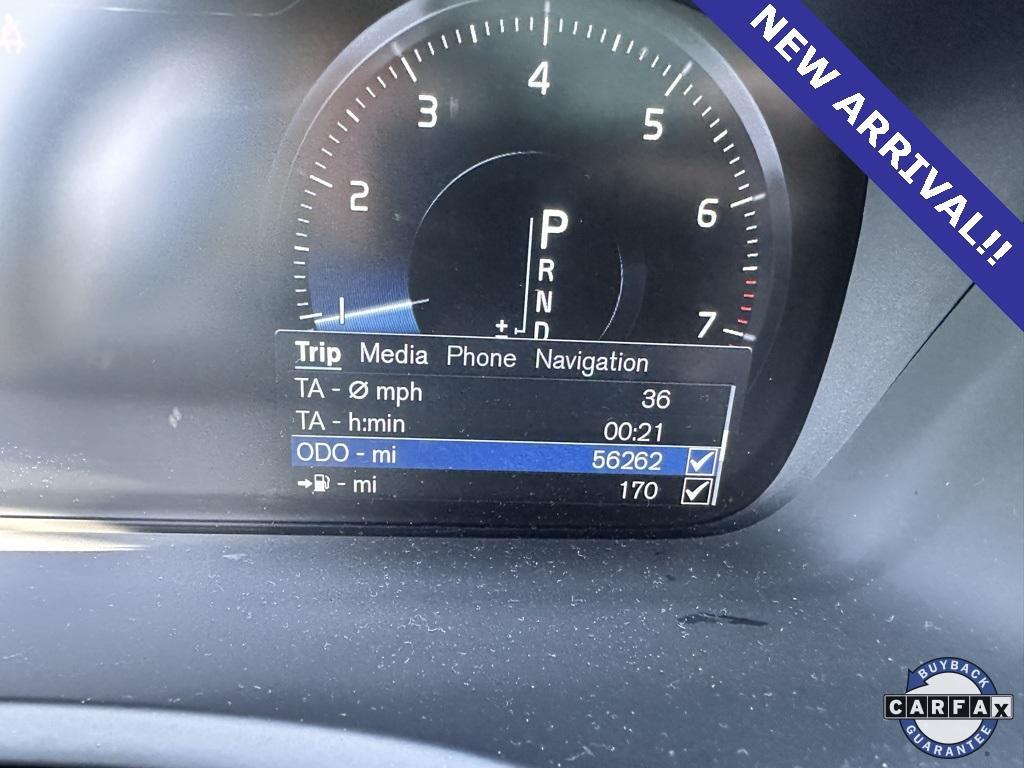 NEW ARRIVAL!!
4
3
5
2
6
1
7
P
R
N
±
D
Trip Media Phone Navigation
TA - Ø mph 36
TA - h:min 00:21
ODO - mi 56262
- mi 170
BUYBACK
CARFAX
GUARANTEE